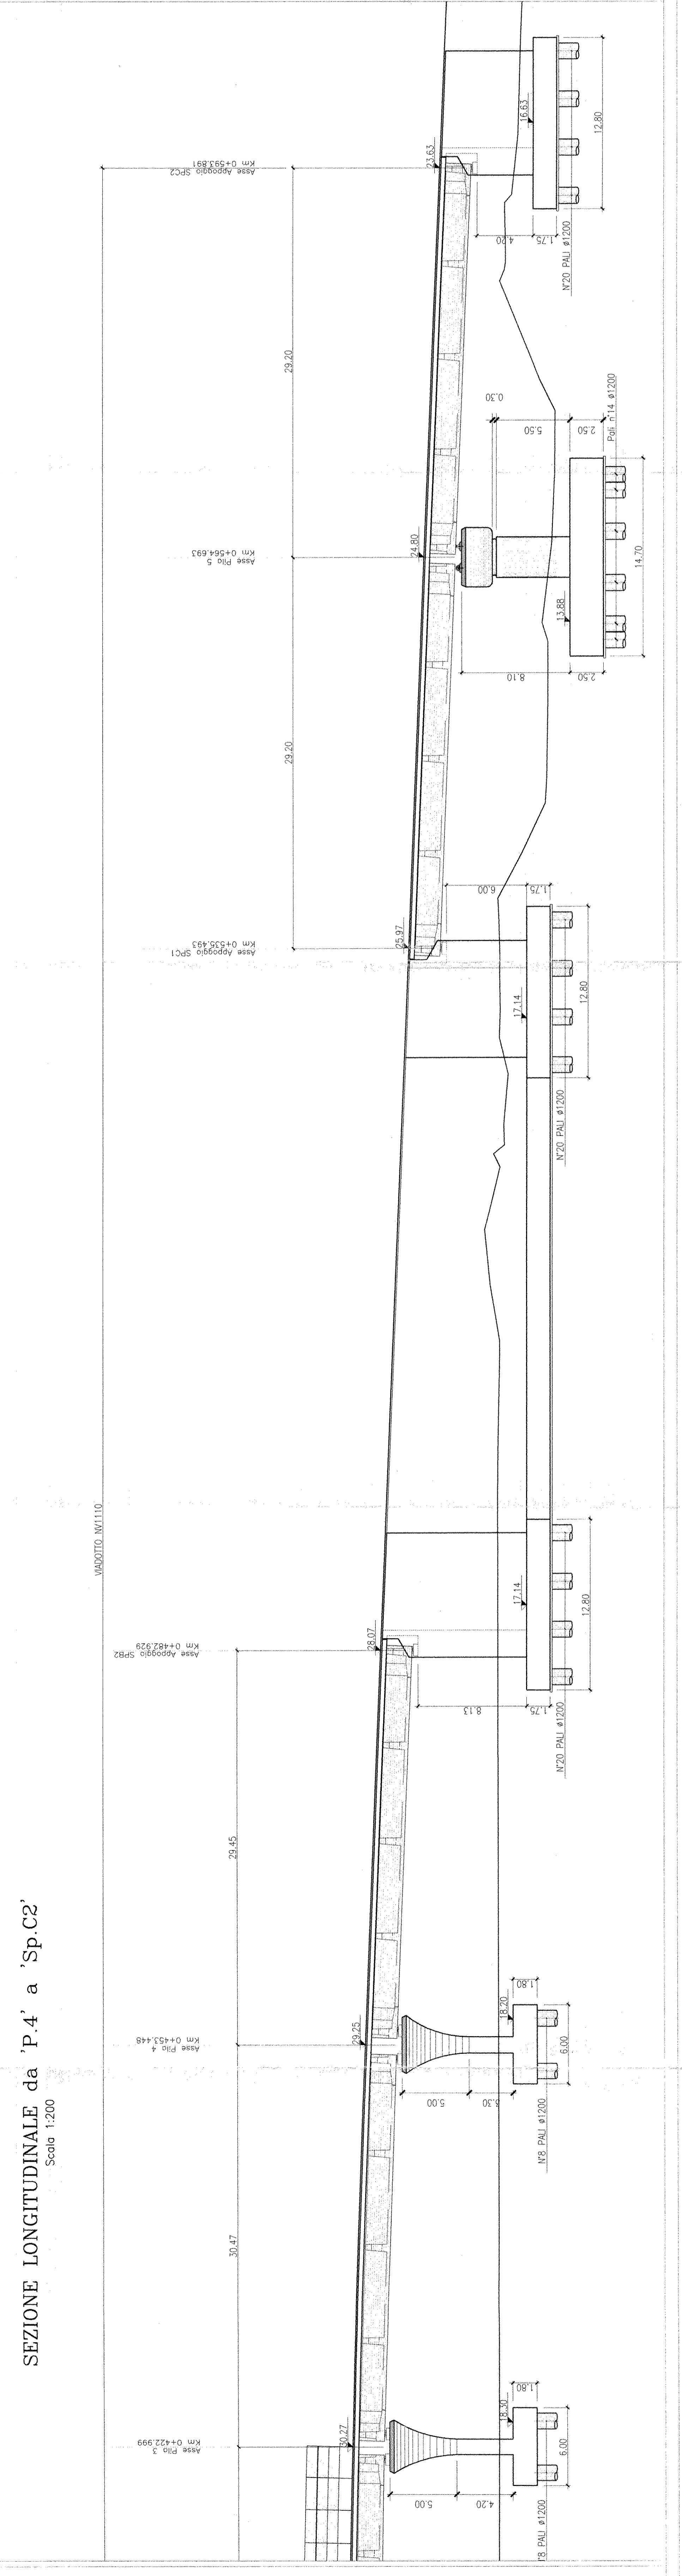 SEZIONE LONGITUDINALE da 'P.4' a 'Sp.C2'
Scala 1:200
VIADOTTO NV1110
Asse Pila 3
Km 0+422.999
30.47
Asse Pila 4
Km 0+453.448
29.45
Asse Appoggio SPB2
Km 0+482.929
Asse Appoggio SPC1
Km 0+535.493
29.20
Asse Pila 5
Km 0+564.693
29.20
Asse Appoggio SPC2
Km 0+593.891
30.27
5.00
4.20
18.30
1.80
6.00
N'8 PALI ø1200
29.25
5.00
5.30
18.20
1.80
6.00
N'8 PALI ø1200
28.07
8.13
1.75
17.14
12.80
N'20 PALI ø1200
25.97
6.00
1.75
17.14
12.80
N'20 PALI ø1200
24.80
8.10
2.50
13.88
0.30
5.50
2.50
14.70
Pali n'14 ø1200
23.63
4.20
1.75
16.63
12.80
N'20 PALI ø1200